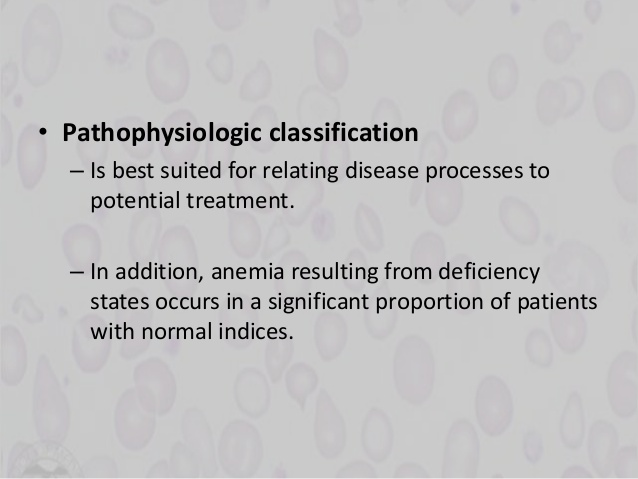 • Pathophysiologic classification
– Is best suited for relating disease processes to
potential treatment.
– In addition, anemia resulting from deficiency
states occurs in a significant proportion of patients
with normal indices.